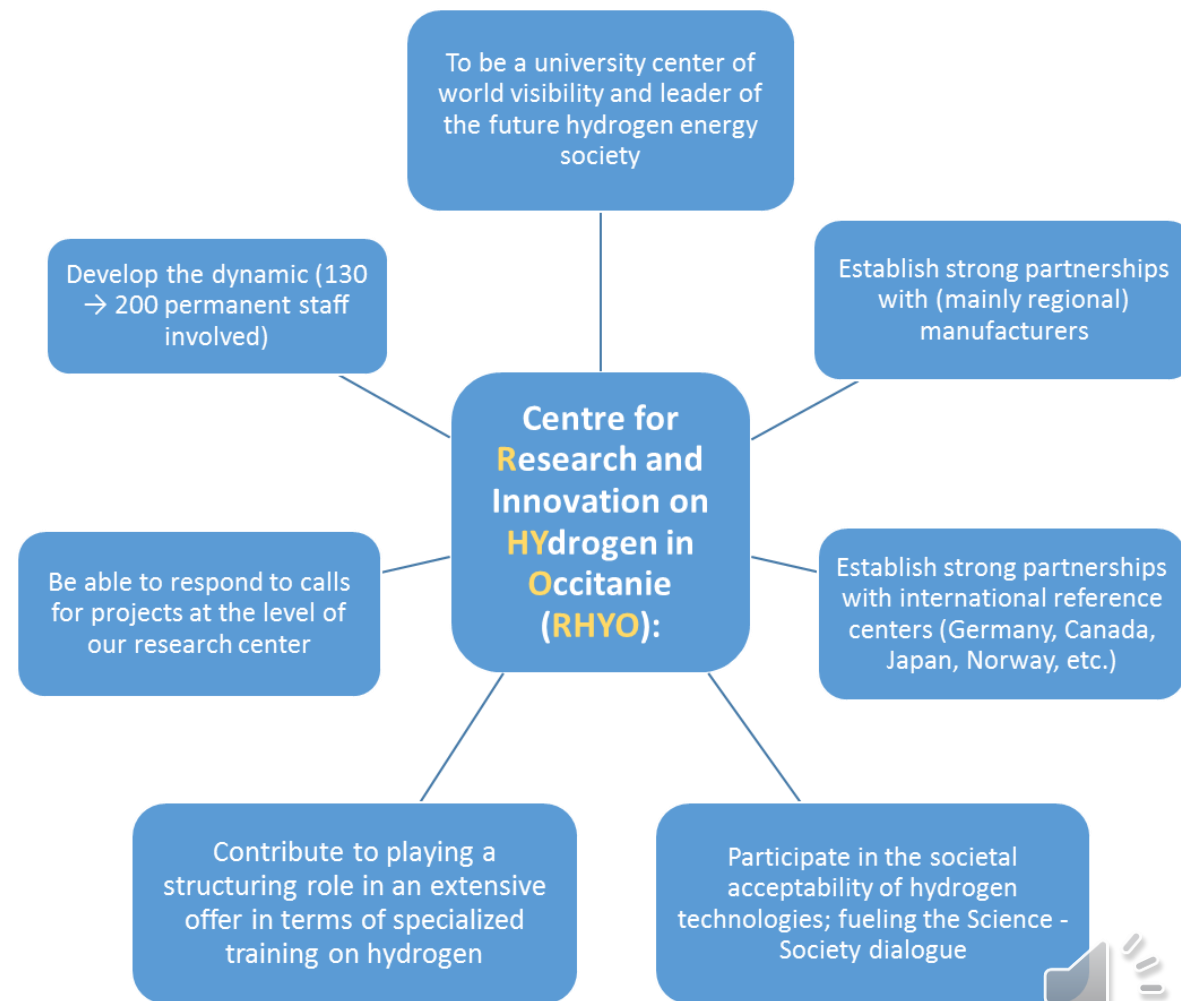 To be a university center of
world visibility and leader of
the future hydrogen energy
society
Develop the dynamic (130
→ 200 permanent staff
involved)
Establish strong partnerships
with (mainly regional)
manufacturers
Centre for
Research and
Innovation on
HYdrogen in
Occitanie
(RHYO):
Be able to respond to calls
for projects at the level of
our research center
Establish strong partnerships
with international reference
centers (Germany, Canada,
Japan, Norway, etc.)
Contribute to playing a
structuring role in an extensive
offer in terms of specialized
training on hydrogen
Participate in the societal
acceptability of hydrogen
technologies; fueling the Science -
Society dialogue